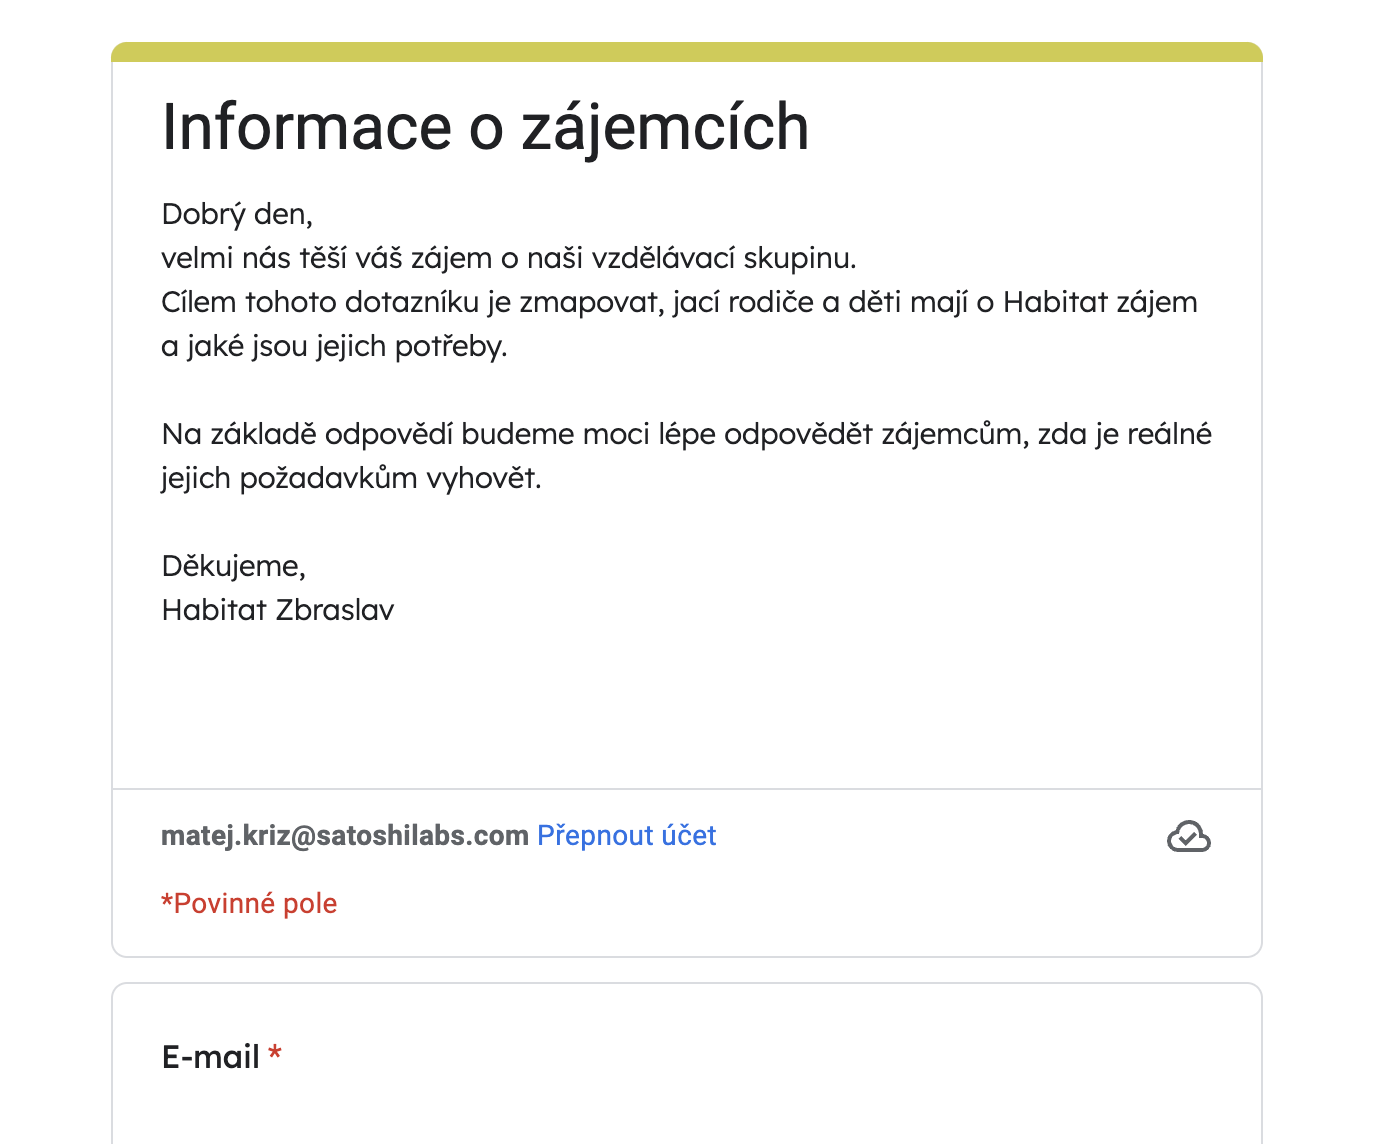 Informace o zájemcích
Dobrý den,
velmi nás těší váš zájem o naši vzdělávací skupinu.
Cílem tohoto dotazníku je zmapovat, jací rodiče a děti mají o Habitat zájem
a jaké jsou jejich potřeby.
Na základě odpovědí budeme moci lépe odpovědět zájemcům, zda je reálné
jejich požadavkům vyhovět.
Děkujeme,
Habitat Zbraslav
matej.kriz@satoshilabs.com Přepnout účet
*Povinné pole
E-mail *